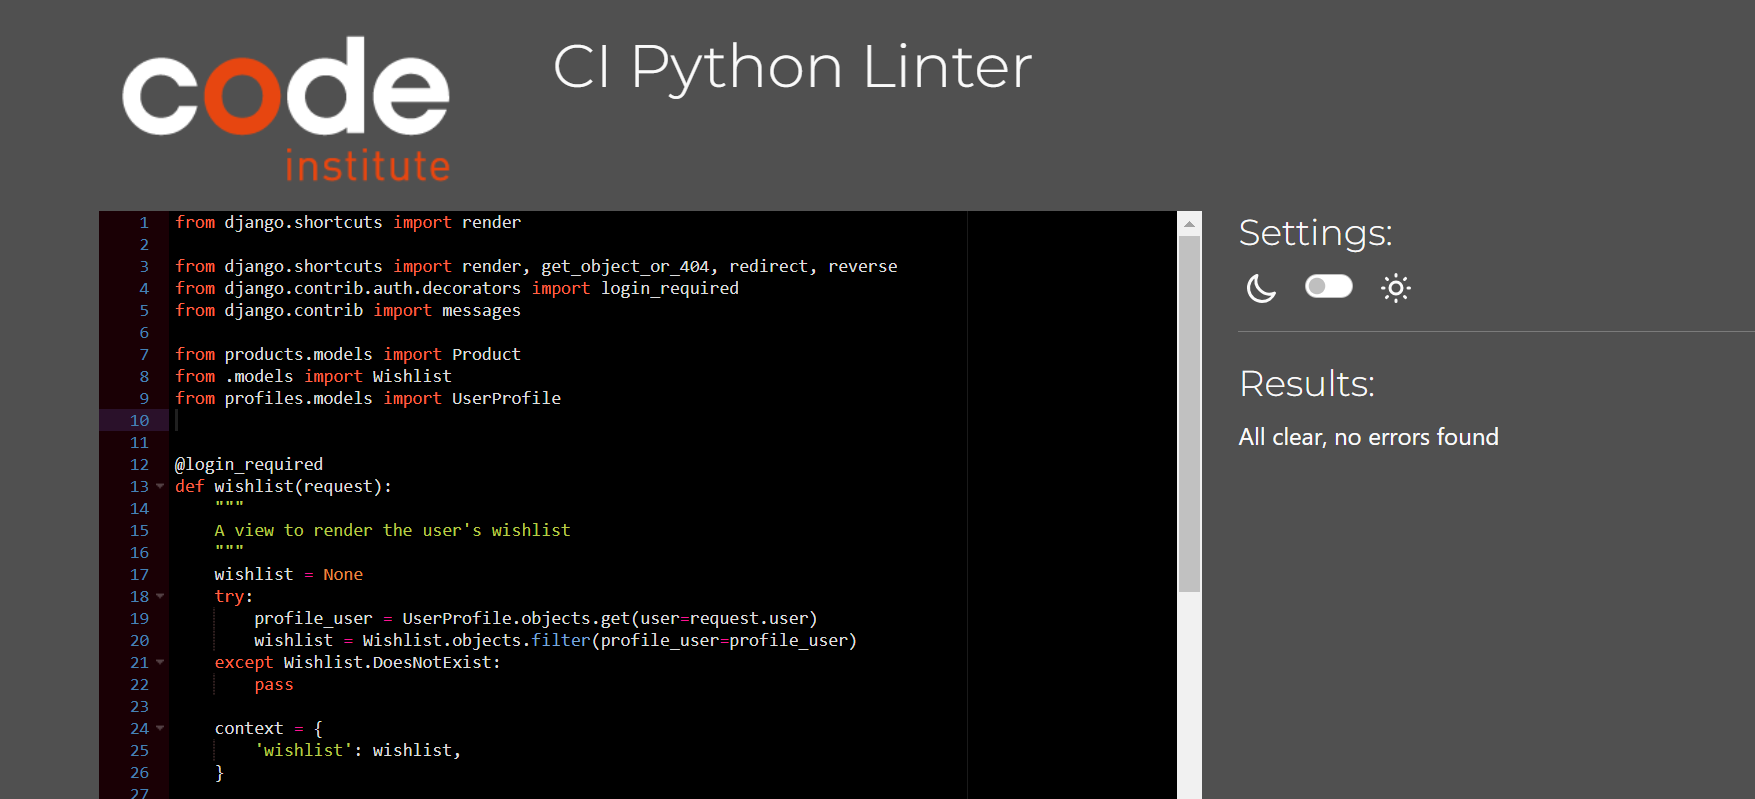 code
institute
CI Python Linter
1 from django.shortcuts import render
2
3 from django.shortcuts import render, get_object_or_404, redirect, reverse
4 from django.contrib.auth.decorators import login_required
5 from django.contrib import messages
6
7 from products.models import Product
8 from .models import Wishlist
9 from profiles.models import UserProfile
10
11
12 @login_required
13 def wishlist(request):
14     """
15     A view to render the user's wishlist
16     """
17     wishlist = None
18     try:
19         profile_user = UserProfile.objects.get(user=request.user)
20         wishlist = Wishlist.objects.filter(profile_user=profile_user)
21     except Wishlist.DoesNotExist:
22         pass
23
24     context = {
25         'wishlist': wishlist,
26     }
27
Settings:
Results:
All clear, no errors found